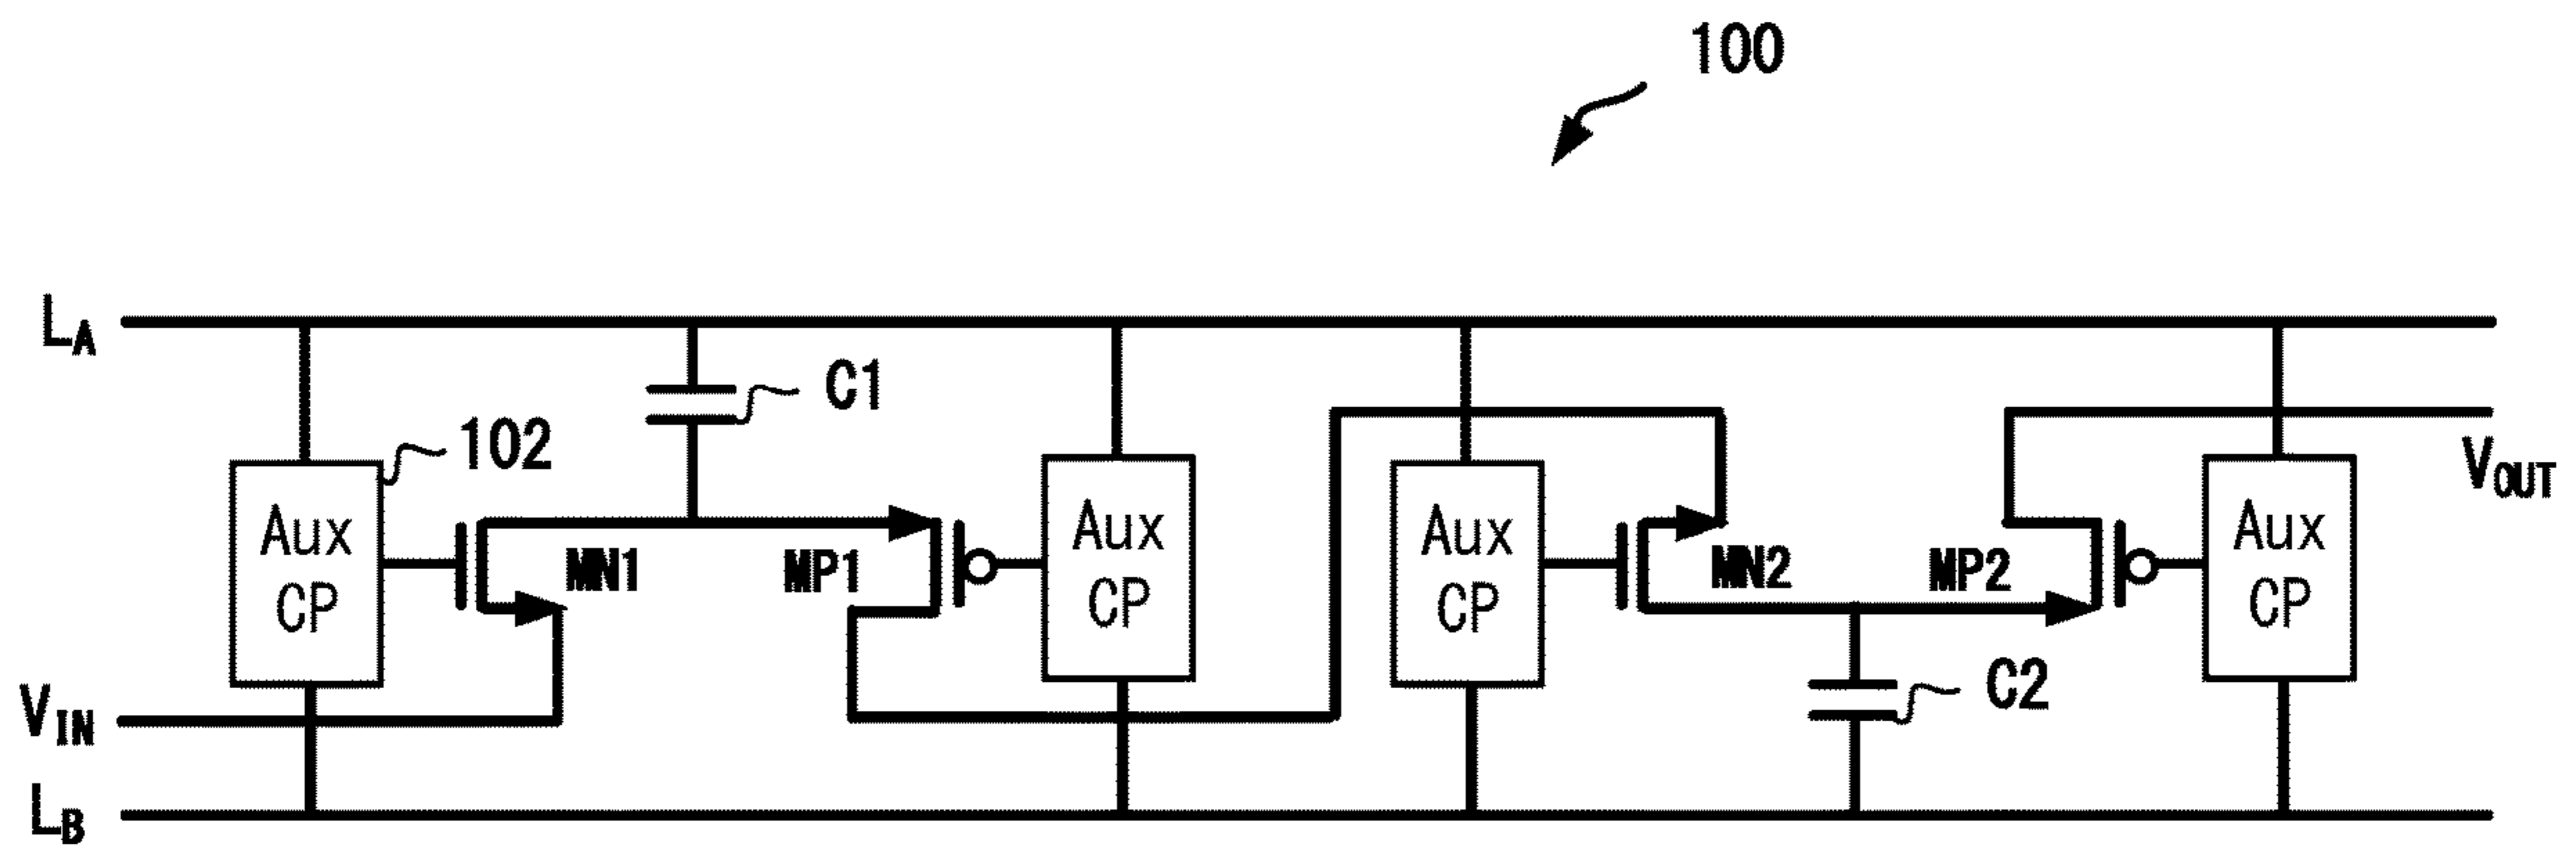 100
LA
C1
102
VOUT
Aux
CP
MN1
MP1
Aux
CP
Aux
CP
MN2
MP2
Aux
CP
C2
VIN
LB